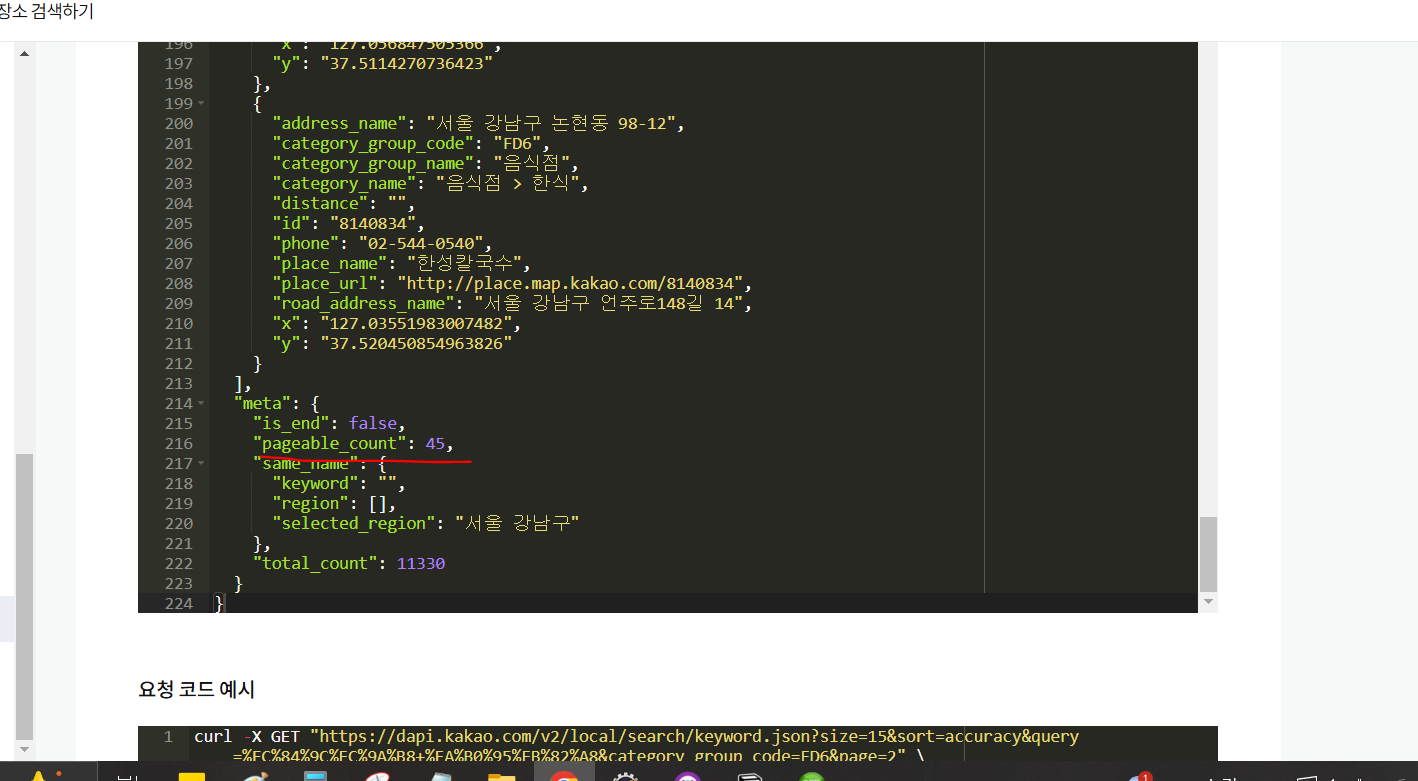 장소 검색하기
196 "x": "127.056847505366",
197 "y": "37.5114270736423"
198 },
199 {
200 "address_name": "서울 강남구 논현동 98-12",
201 "category_group_code": "FD6",
202 "category_group_name": "음식점",
203 "category_name": "음식점 > 한식",
204 "distance": "",
205 "id": "8140834",
206 "phone": "02-544-0540",
207 "place_name": "한성칼국수",
208 "place_url": "http://place.map.kakao.com/8140834",
209 "road_address_name": "서울 강남구 언주로148길 14",
210 "x": "127.03551983007482",
211 "y": "37.520450854963826"
212 }
213 ],
214 "meta": {
215 "is_end": false,
216 "pageable_count": 45,
217 "same_name": {
218 "keyword": "",
219 "region": [],
220 "selected_region": "서울 강남구"
221 },
222 "total_count": 11330
223 }
224 }
요청 코드 예시
1 curl -X GET "https://dapi.kakao.com/v2/local/search/keyword.json?size=15&sort=accuracy&query
=%EC%84%9C%EC%9A%B8+%EA%B0%95%EB%82%A8&category_group_code=FD6&page=2" \
1